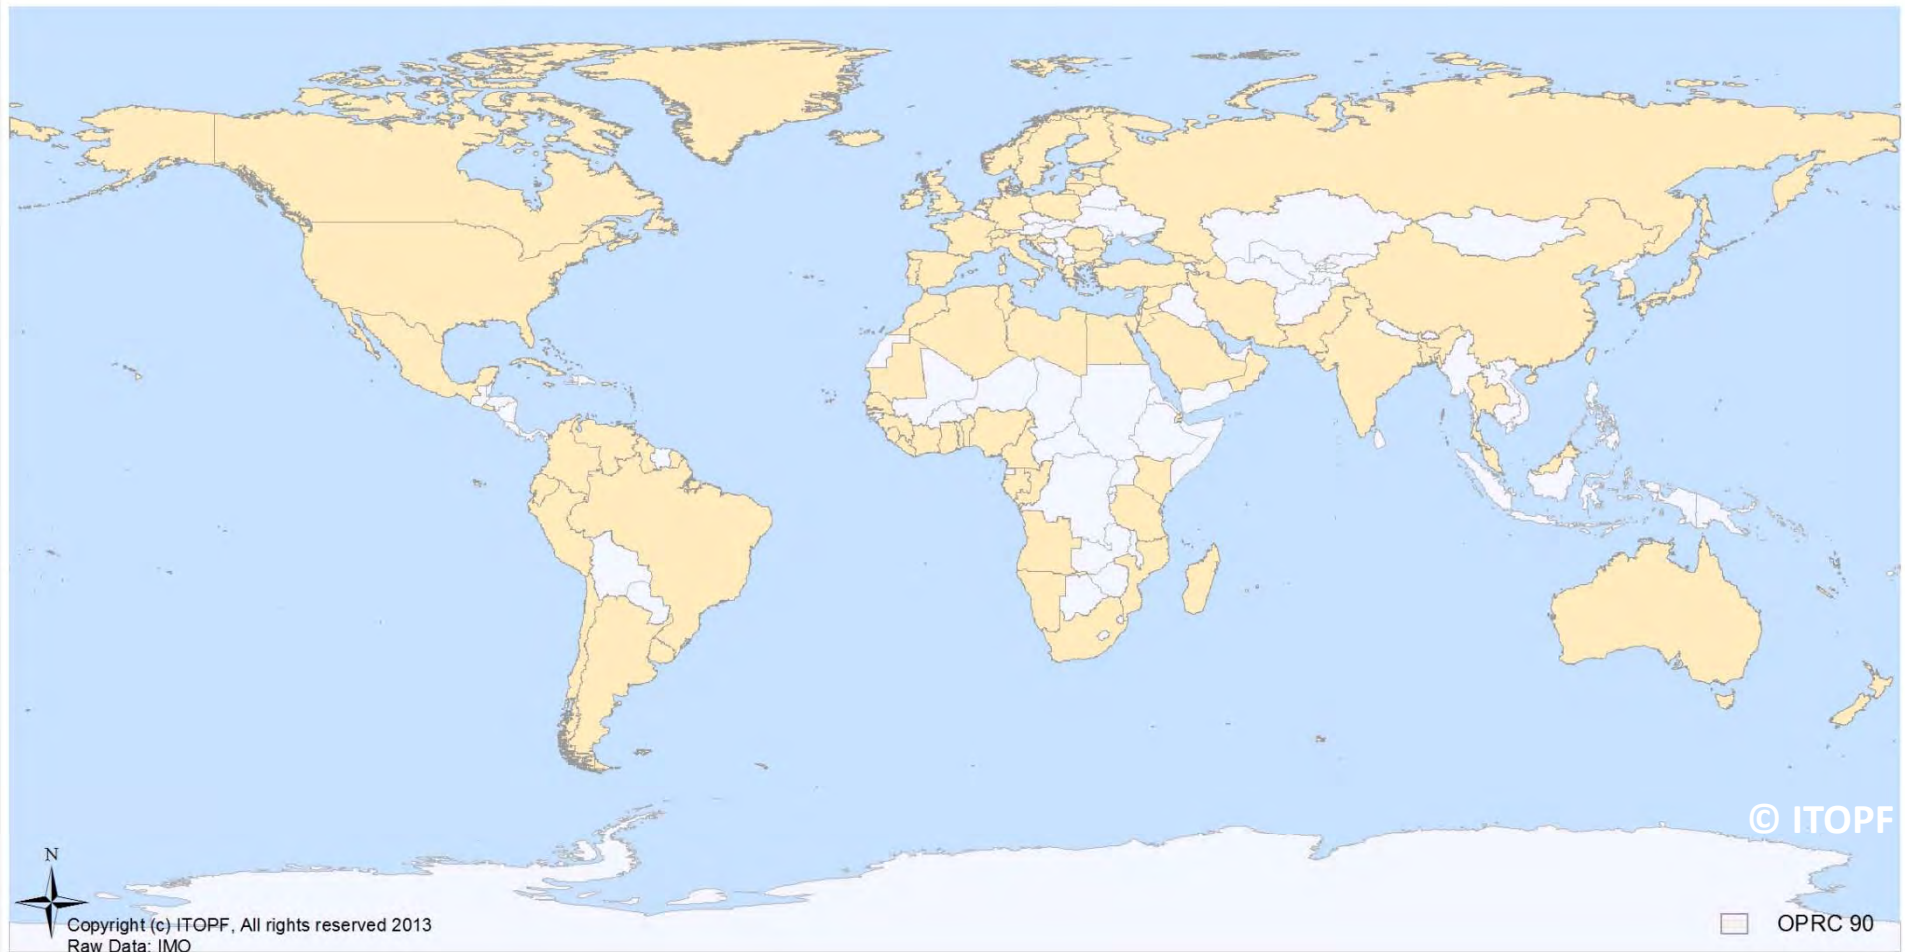 © ITOPF
N
Copyright (c) ITOPF, All rights reserved 2013
Raw Data: IMO
OPRC 90